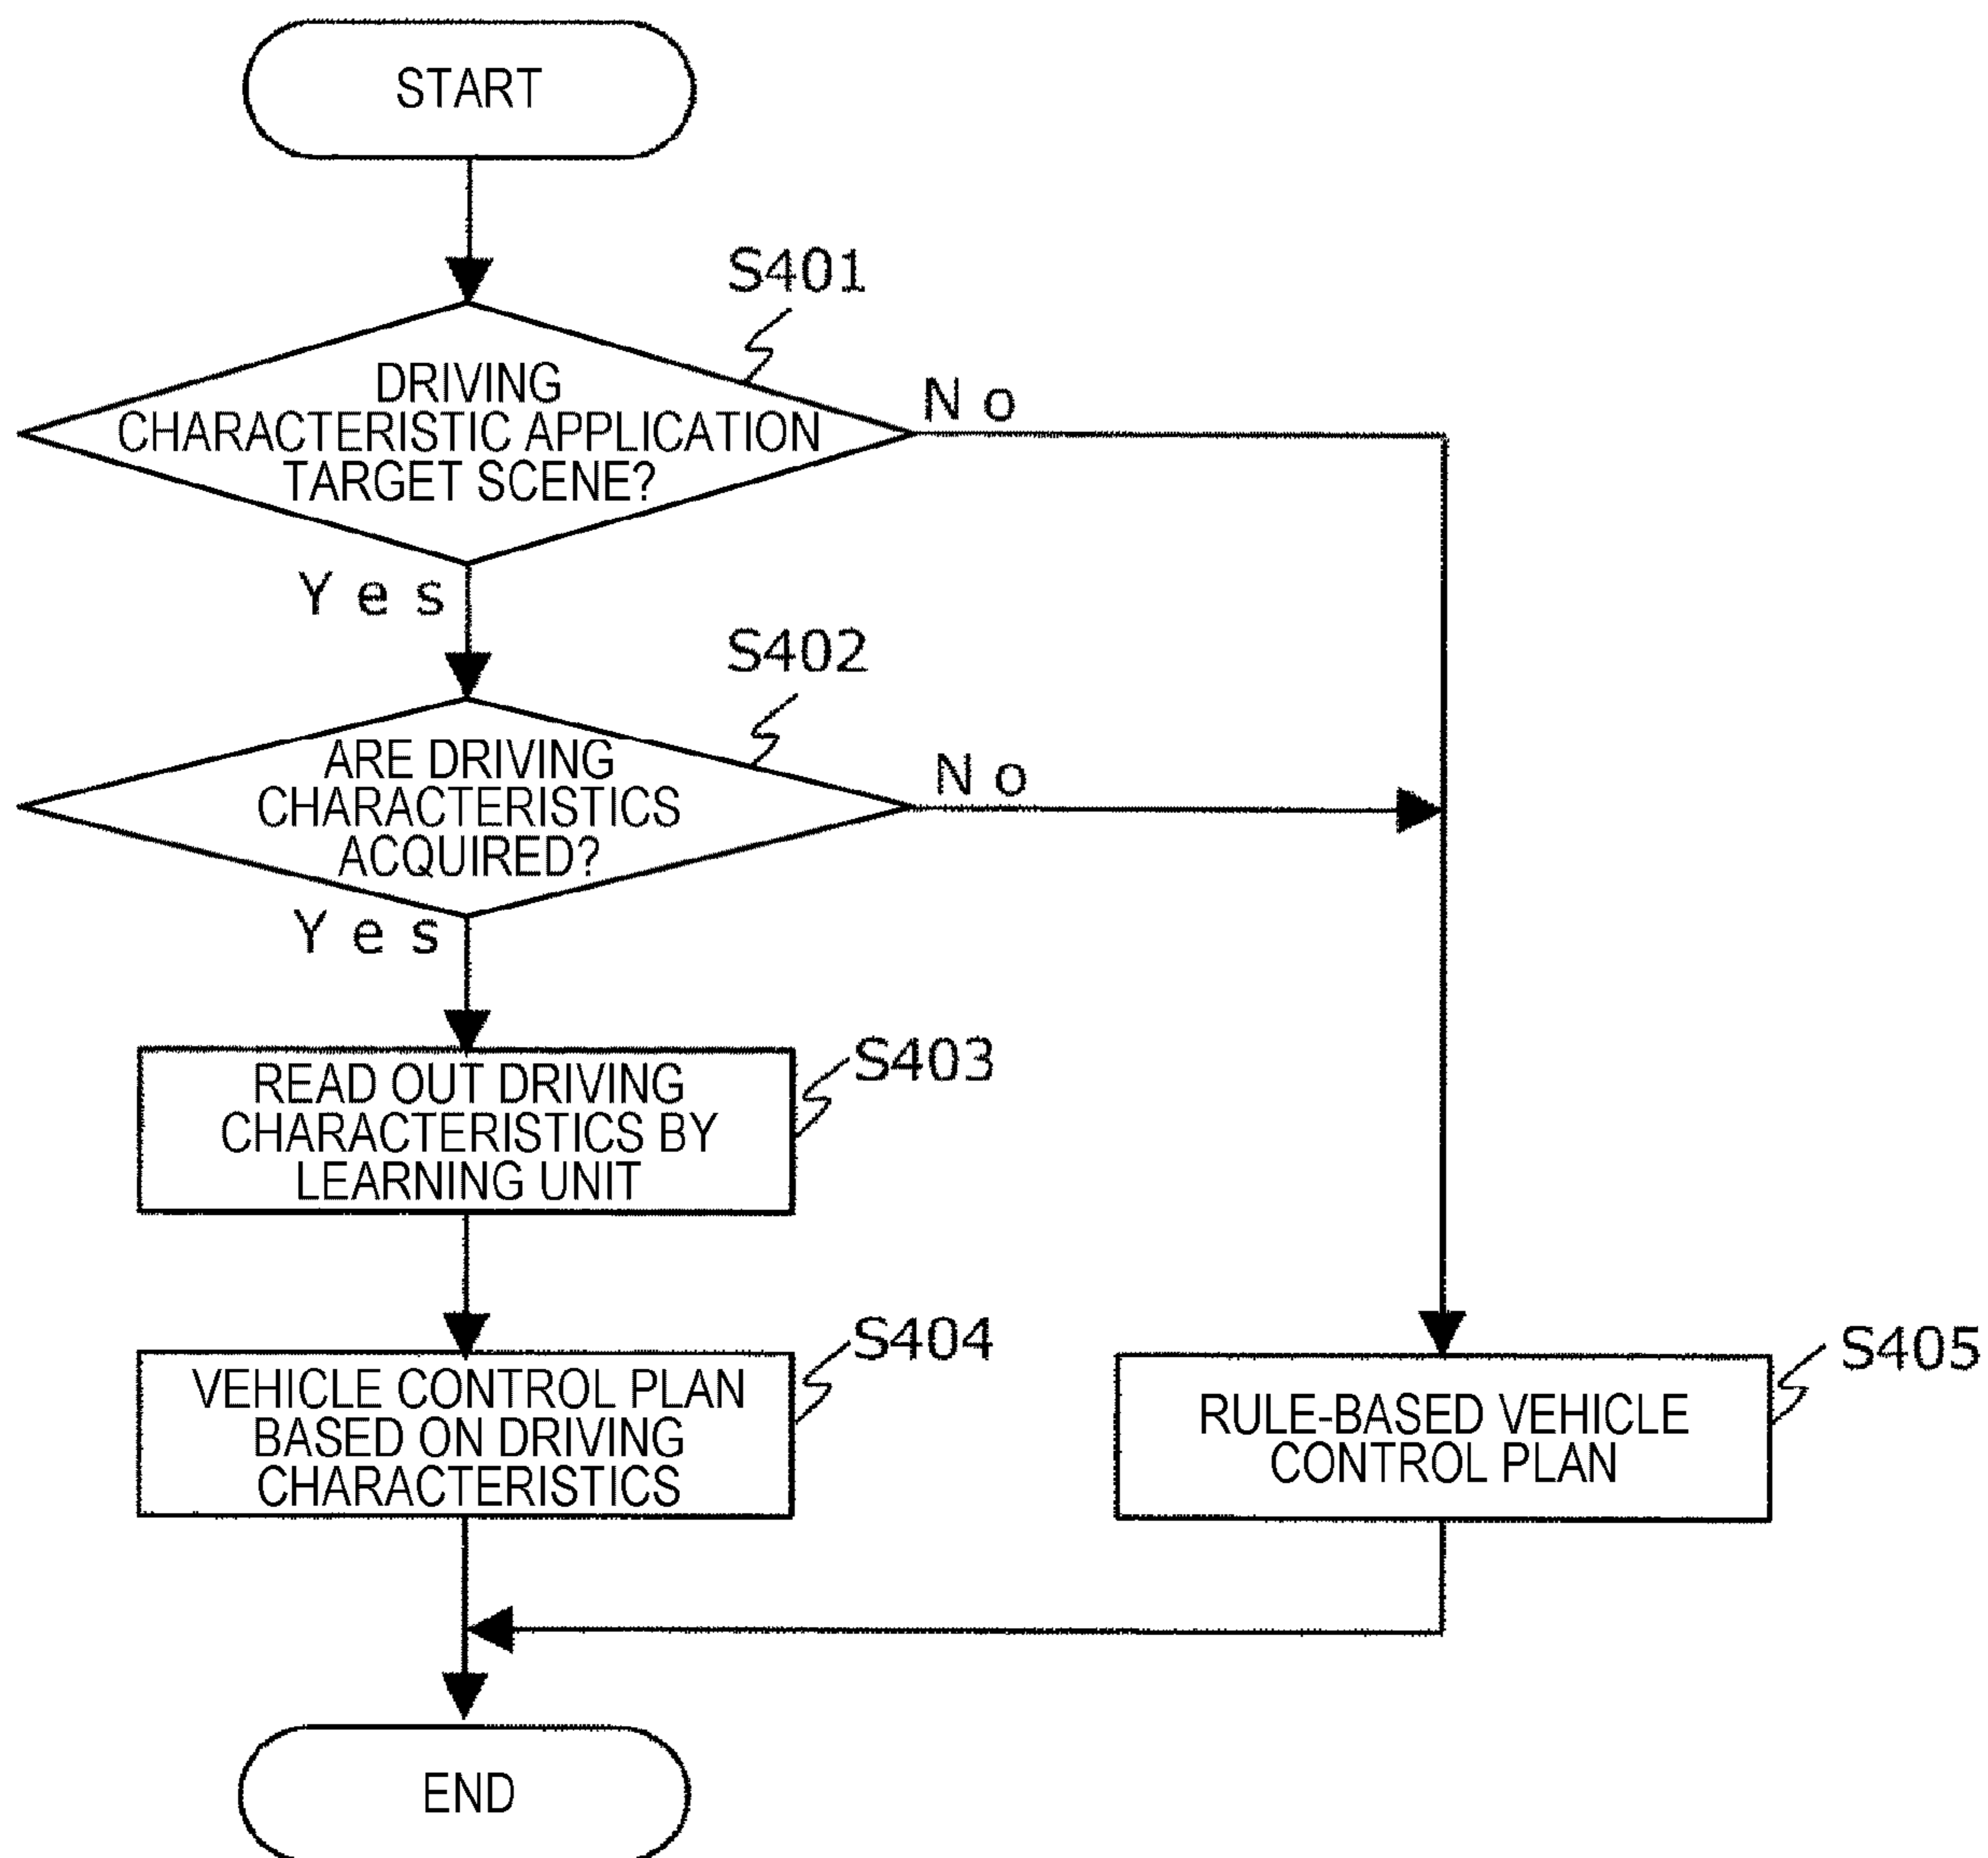 START
S401
DRIVING
CHARACTERISTIC APPLICATION
TARGET SCENE?
No
Yes
S402
ARE DRIVING
CHARACTERISTICS
ACQUIRED?
No
Yes
S403
READ OUT DRIVING
CHARACTERISTICS BY
LEARNING UNIT
S404
VEHICLE CONTROL PLAN
BASED ON DRIVING
CHARACTERISTICS
S405
RULE-BASED VEHICLE
CONTROL PLAN
END